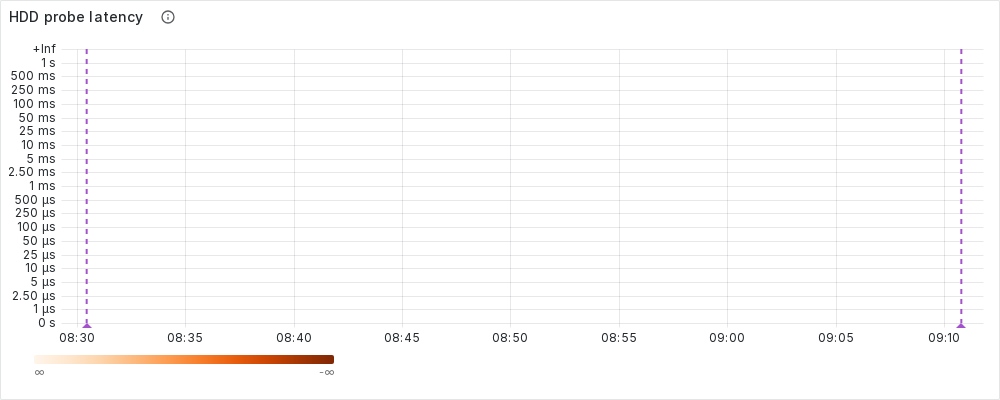 HDD probe latency
+Inf
1 s
500 ms
250 ms
100 ms
50 ms
25 ms
10 ms
5 ms
2.50 ms
1 ms
500 µs
250 µs
100 µs
50 µs
25 µs
10 µs
5 µs
2.50 µs
1 µs
0 s
08:30 08:35 08:40 08:45 08:50 08:55 09:00 09:05 09:10
∞ -∞